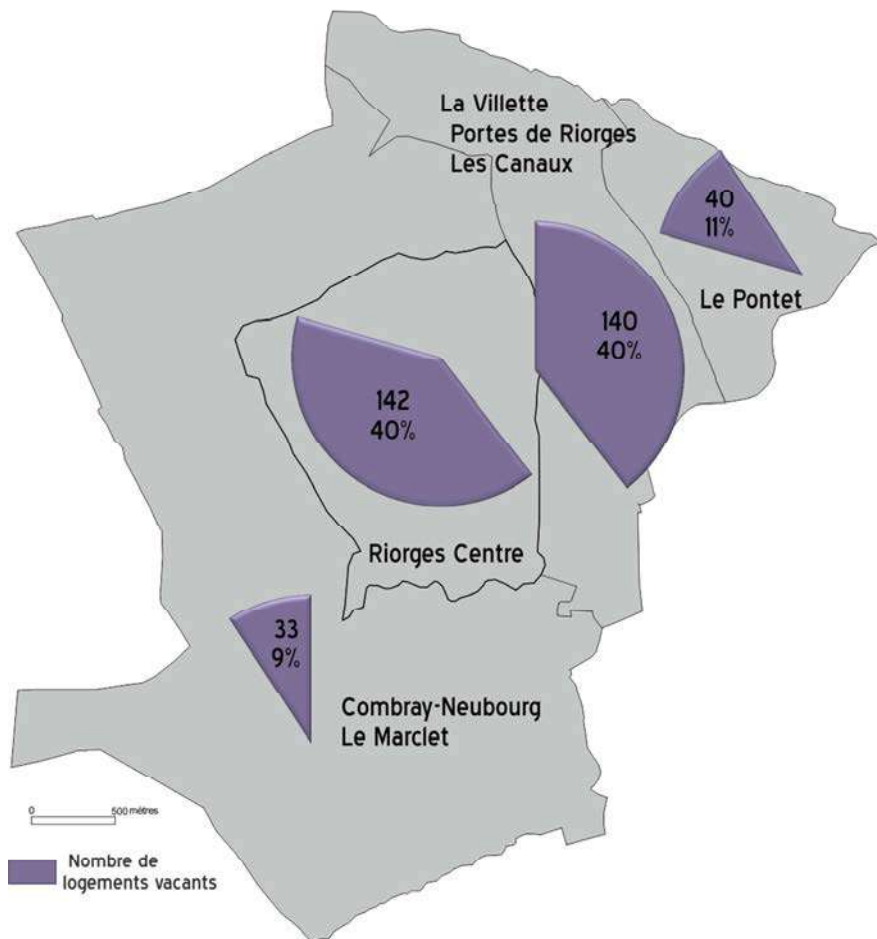 La Villette
Portes de Riorges
Les Canaux
40
11%
Le Pontet
140
40%
142
40%
Riorges Centre
33
9%
Combray-Neubourg
Le Marclet
0 500 mètres
Nombre de
logements vacants